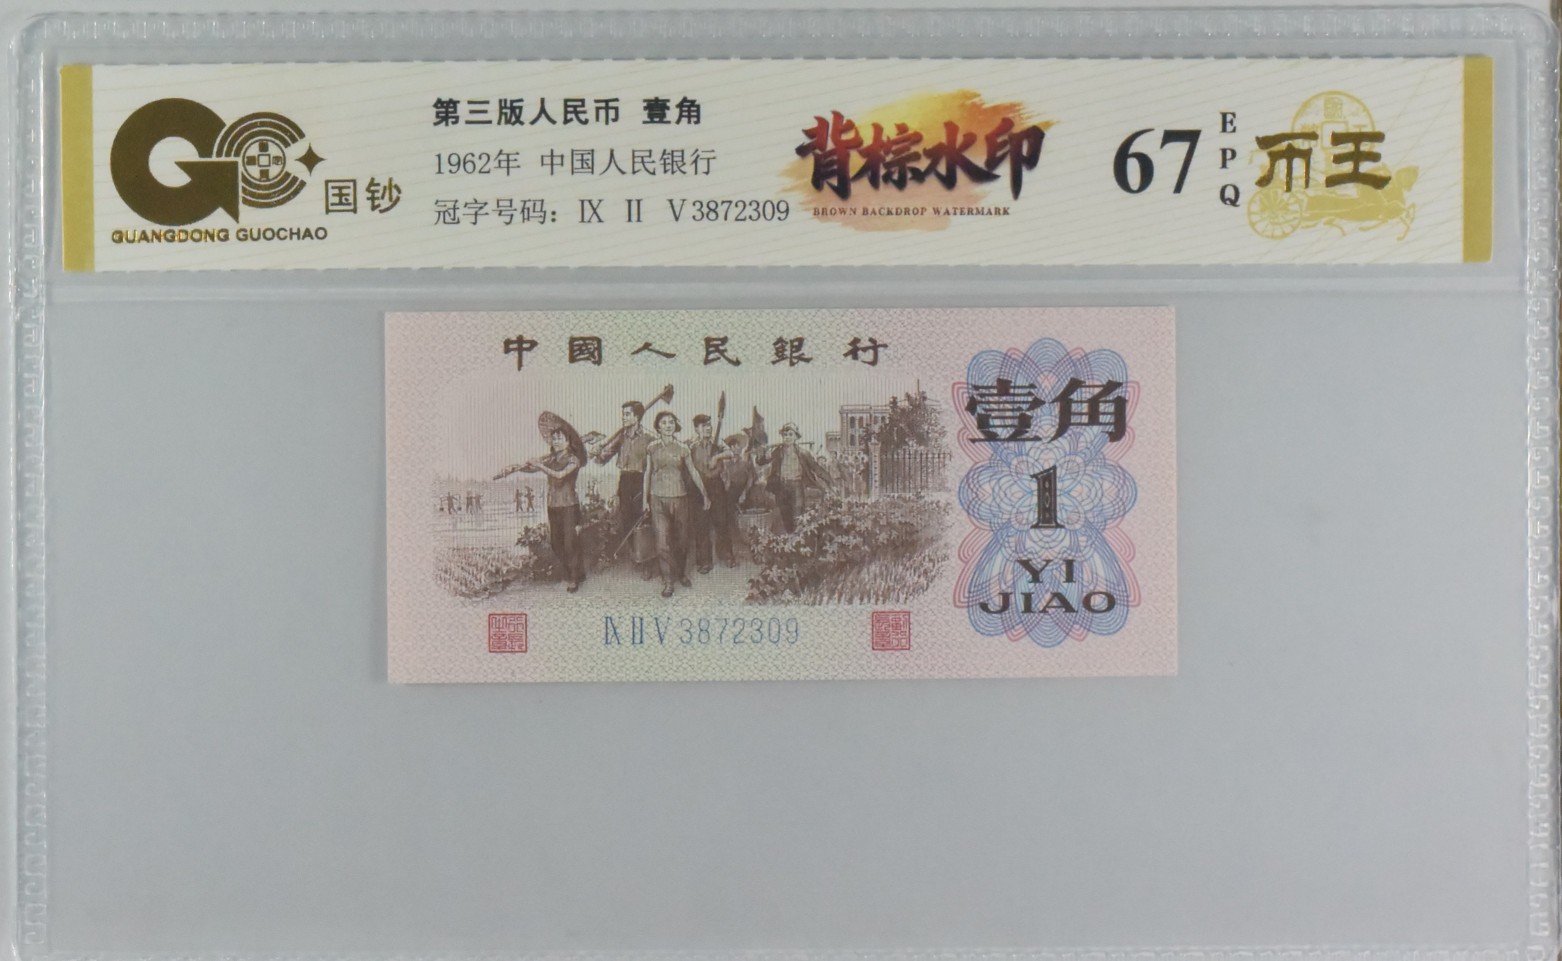 国钞
GUANGDONG GUOCHAO
第三版人民币 壹角
1962年 中国人民银行
冠字号码：Ⅸ Ⅱ Ⅴ3872309
背棕水印
BROWN BACKDROP WATERMARK
67
EPQ
币王
中國人民銀行
壹角
1
YI
JIAO
ⅨⅡⅤ3872309